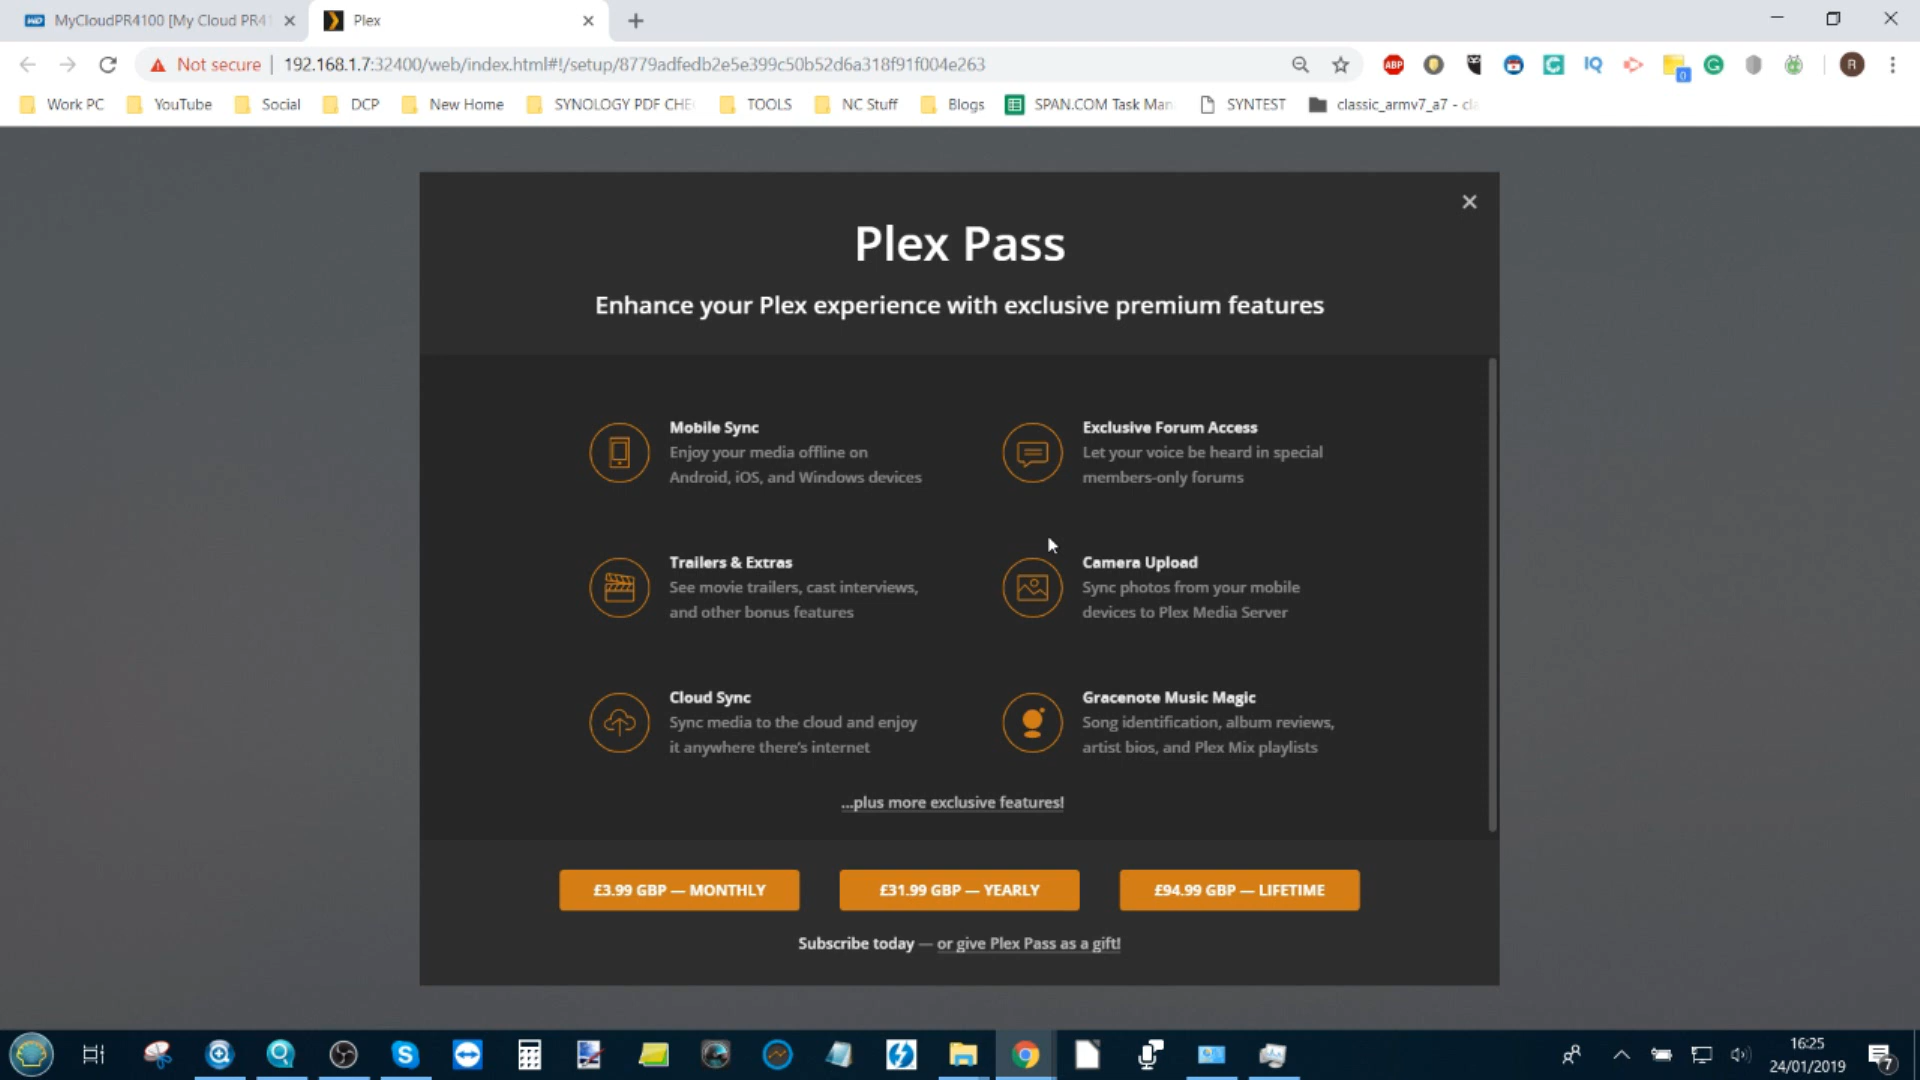 MyCloudPR4100 [My Cloud PR41
Plex
Not secure
192.168.1.7:32400/web/index.html#!/setup/8779adfedb2e5e399c50b52d6a318f91f004e263
ABP
IQ
0
R
Work PC
YouTube
Social
DCP
New Home
SYNOLOGY PDF CHE
TOOLS
NC Stuff
Blogs
SPAN.COM Task Man
SYNTEST
classic_armv7_a7 - cla
Plex Pass
Enhance your Plex experience with exclusive premium features
Mobile Sync
Enjoy your media offline on
Android, iOS, and Windows devices
Exclusive Forum Access
Let your voice be heard in special
members-only forums
Trailers & Extras
See movie trailers, cast interviews,
and other bonus features
Camera Upload
Sync photos from your mobile
devices to Plex Media Server
Cloud Sync
Sync media to the cloud and enjoy
it anywhere there's internet
Gracenote Music Magic
Song identification, album reviews,
artist bios, and Plex Mix playlists
...plus more exclusive features!
£3.99 GBP — MONTHLY
£31.99 GBP — YEARLY
£94.99 GBP — LIFETIME
Subscribe today — or give Plex Pass as a gift!
16:25
24/01/2019
7